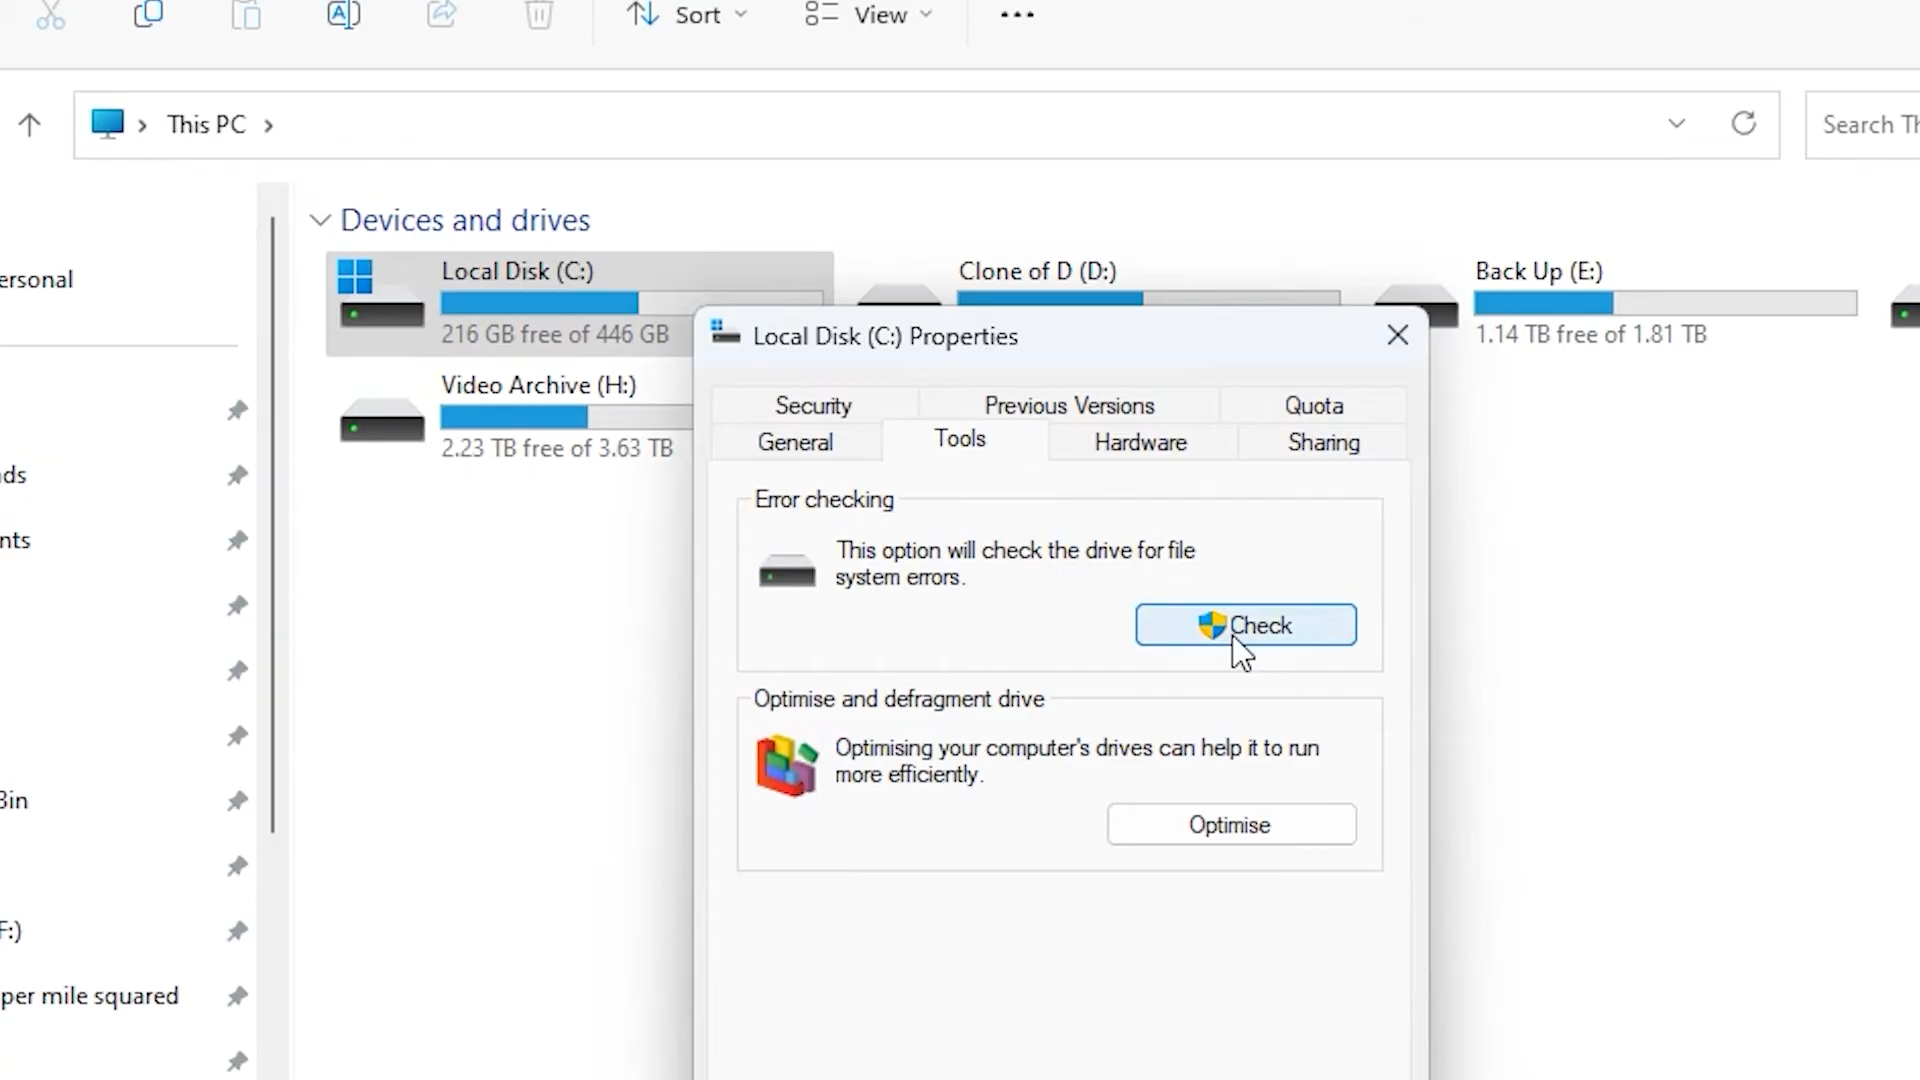 Sort
View
This PC
Search Th
ersonal
Devices and drives
Local Disk (C:)
216 GB free of 446 GB
Clone of D (D:)
Back Up (E:)
1.14 TB free of 1.81 TB
Video Archive (H:)
2.23 TB free of 3.63 TB
ds
nts
Bin
F:)
per mile squared
Local Disk (C:) Properties
Security
Previous Versions
Quota
General
Tools
Hardware
Sharing
Error checking
This option will check the drive for file
system errors.
Check
Optimise and defragment drive
Optimising your computer's drives can help it to run
more efficiently.
Optimise